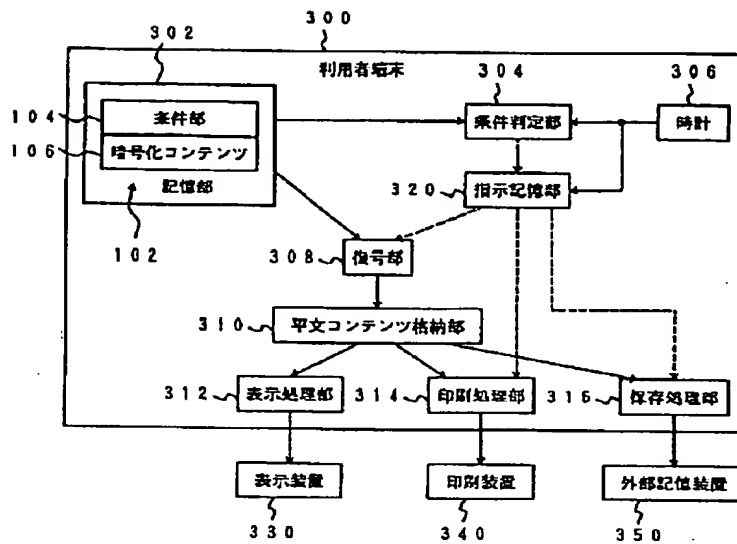 300
302
利用者端末
304
306
104
条件部
条件判定部
時計
106
暗号化コンテンツ
記憶部
320
指示記憶部
102
308
復号部
310
平文コンテンツ格納部
312
表示処理部
314
印刷処理部
316
保存処理部
表示装置
印刷装置
外部記憶装置
330
340
350